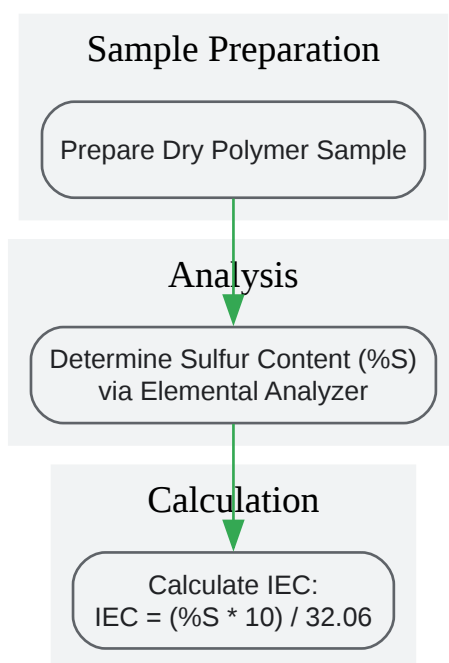 Sample Preparation
Prepare Dry Polymer Sample
Analysis
Determine Sulfur Content (%S)
via Elemental Analyzer
Calculation
Calculate IEC:
IEC = (%S * 10) / 32.06